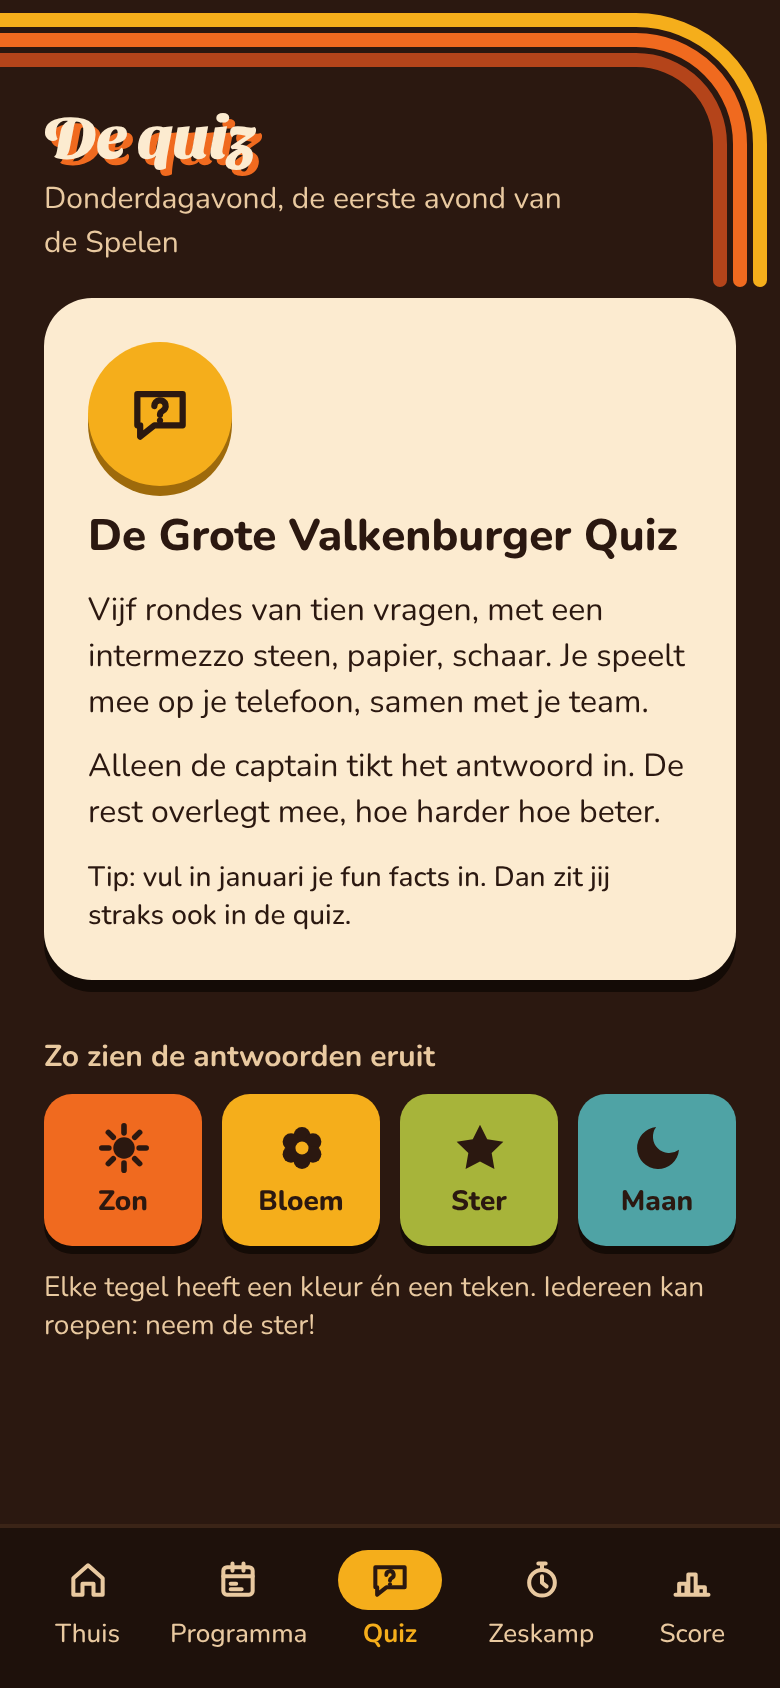 De quiz
Donderdagavond, de eerste avond van
de Spelen
De Grote Valkenburger Quiz
Vijf rondes van tien vragen, met een
intermezzo steen, papier, schaar. Je speelt
mee op je telefoon, samen met je team.
Alleen de captain tikt het antwoord in. De
rest overlegt mee, hoe harder hoe beter.
Tip: vul in januari je fun facts in. Dan zit jij
straks ook in de quiz.
Zo zien de antwoorden eruit
Zon Bloem Ster Maan
Elke tegel heeft een kleur én een teken. Iedereen kan
roepen: neem de ster!
Thuis Programma Quiz Zeskamp Score